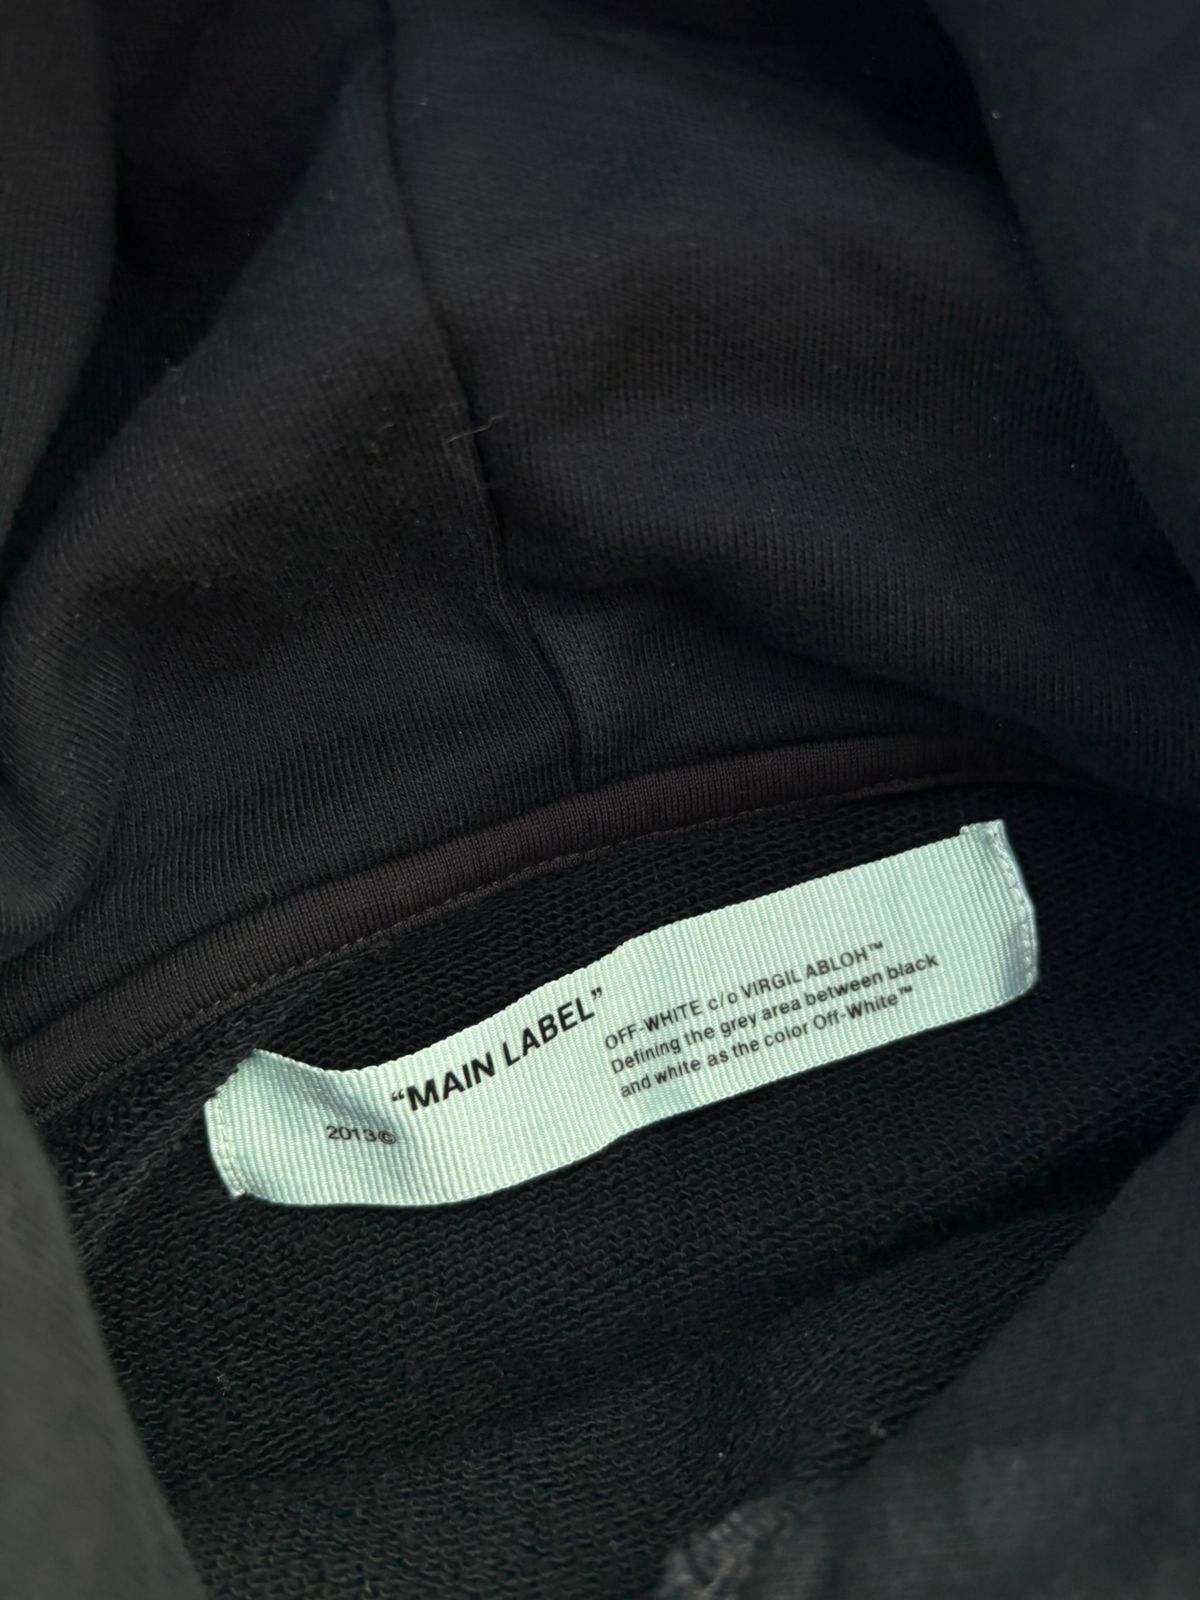 "MAIN LABEL"
2013©
OFF-WHITE c/o VIRGIL ABLOH™
Defining the grey area between black
and white as the color Off-White™